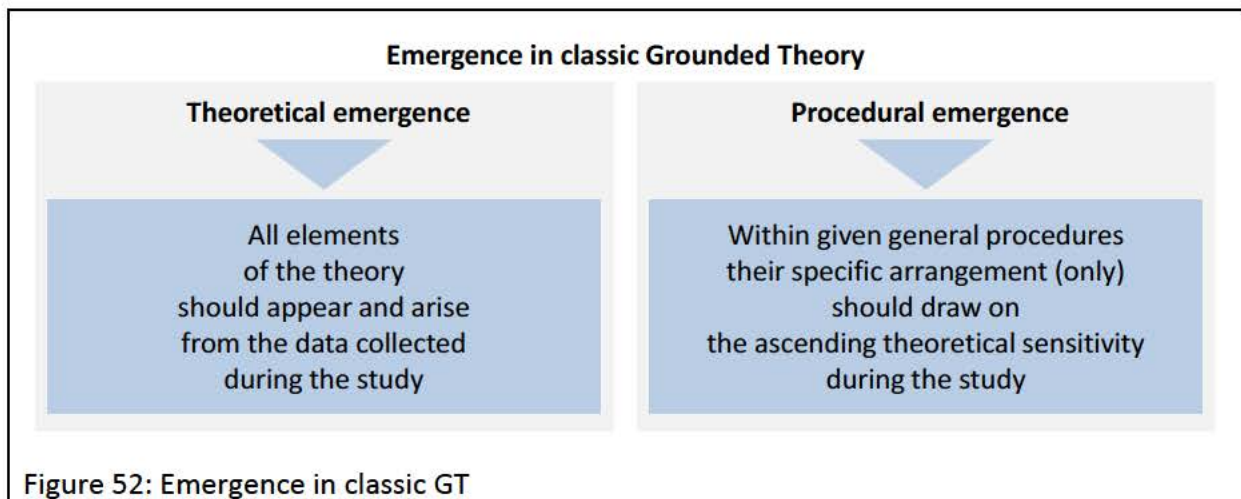 Emergence in classic Grounded Theory
Theoretical emergence
All elements
of the theory
should appear and arise
from the data collected
during the study
Procedural emergence
Within given general procedures
their specific arrangement (only)
should draw on
the ascending theoretical sensitivity
during the study
Figure 52: Emergence in classic GT